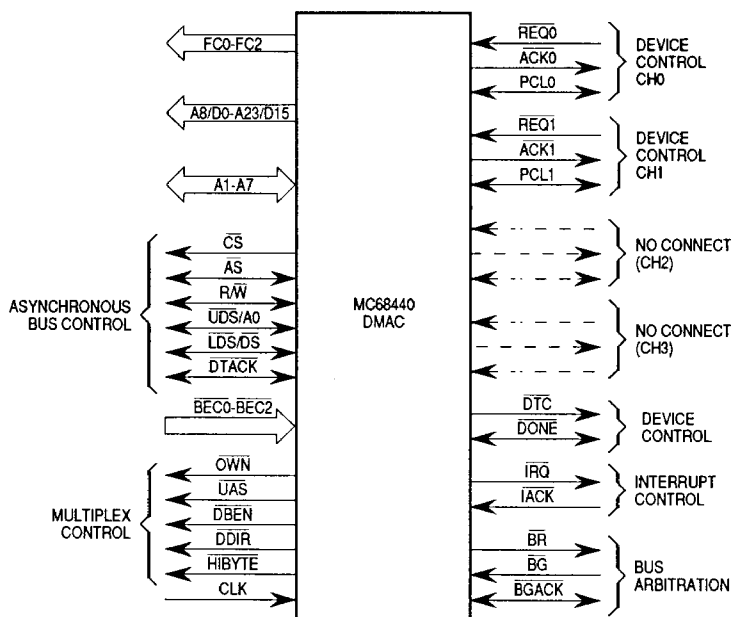 FC0-FC2
A8/D0-A23/D15
A1-A7
ASYNCHRONOUS
BUS CONTROL
CS
AS
R/W
UDS/A0
LDS/DS
DTACK
BEC0-BEC2
MULTIPLEX
CONTROL
OWN
UAS
DBEN
DDIR
HIBYTE
CLK
MC68440
DMAC
REQ0
ACK0
PCL0
DEVICE
CONTROL
CH0
REQ1
ACK1
PCL1
DEVICE
CONTROL
CH1
NO CONNECT
(CH2)
NO CONNECT
(CH3)
DTC
DONE
DEVICE
CONTROL
IRQ
IACK
INTERRUPT
CONTROL
BR
BG
BGACK
BUS
ARBITRATION